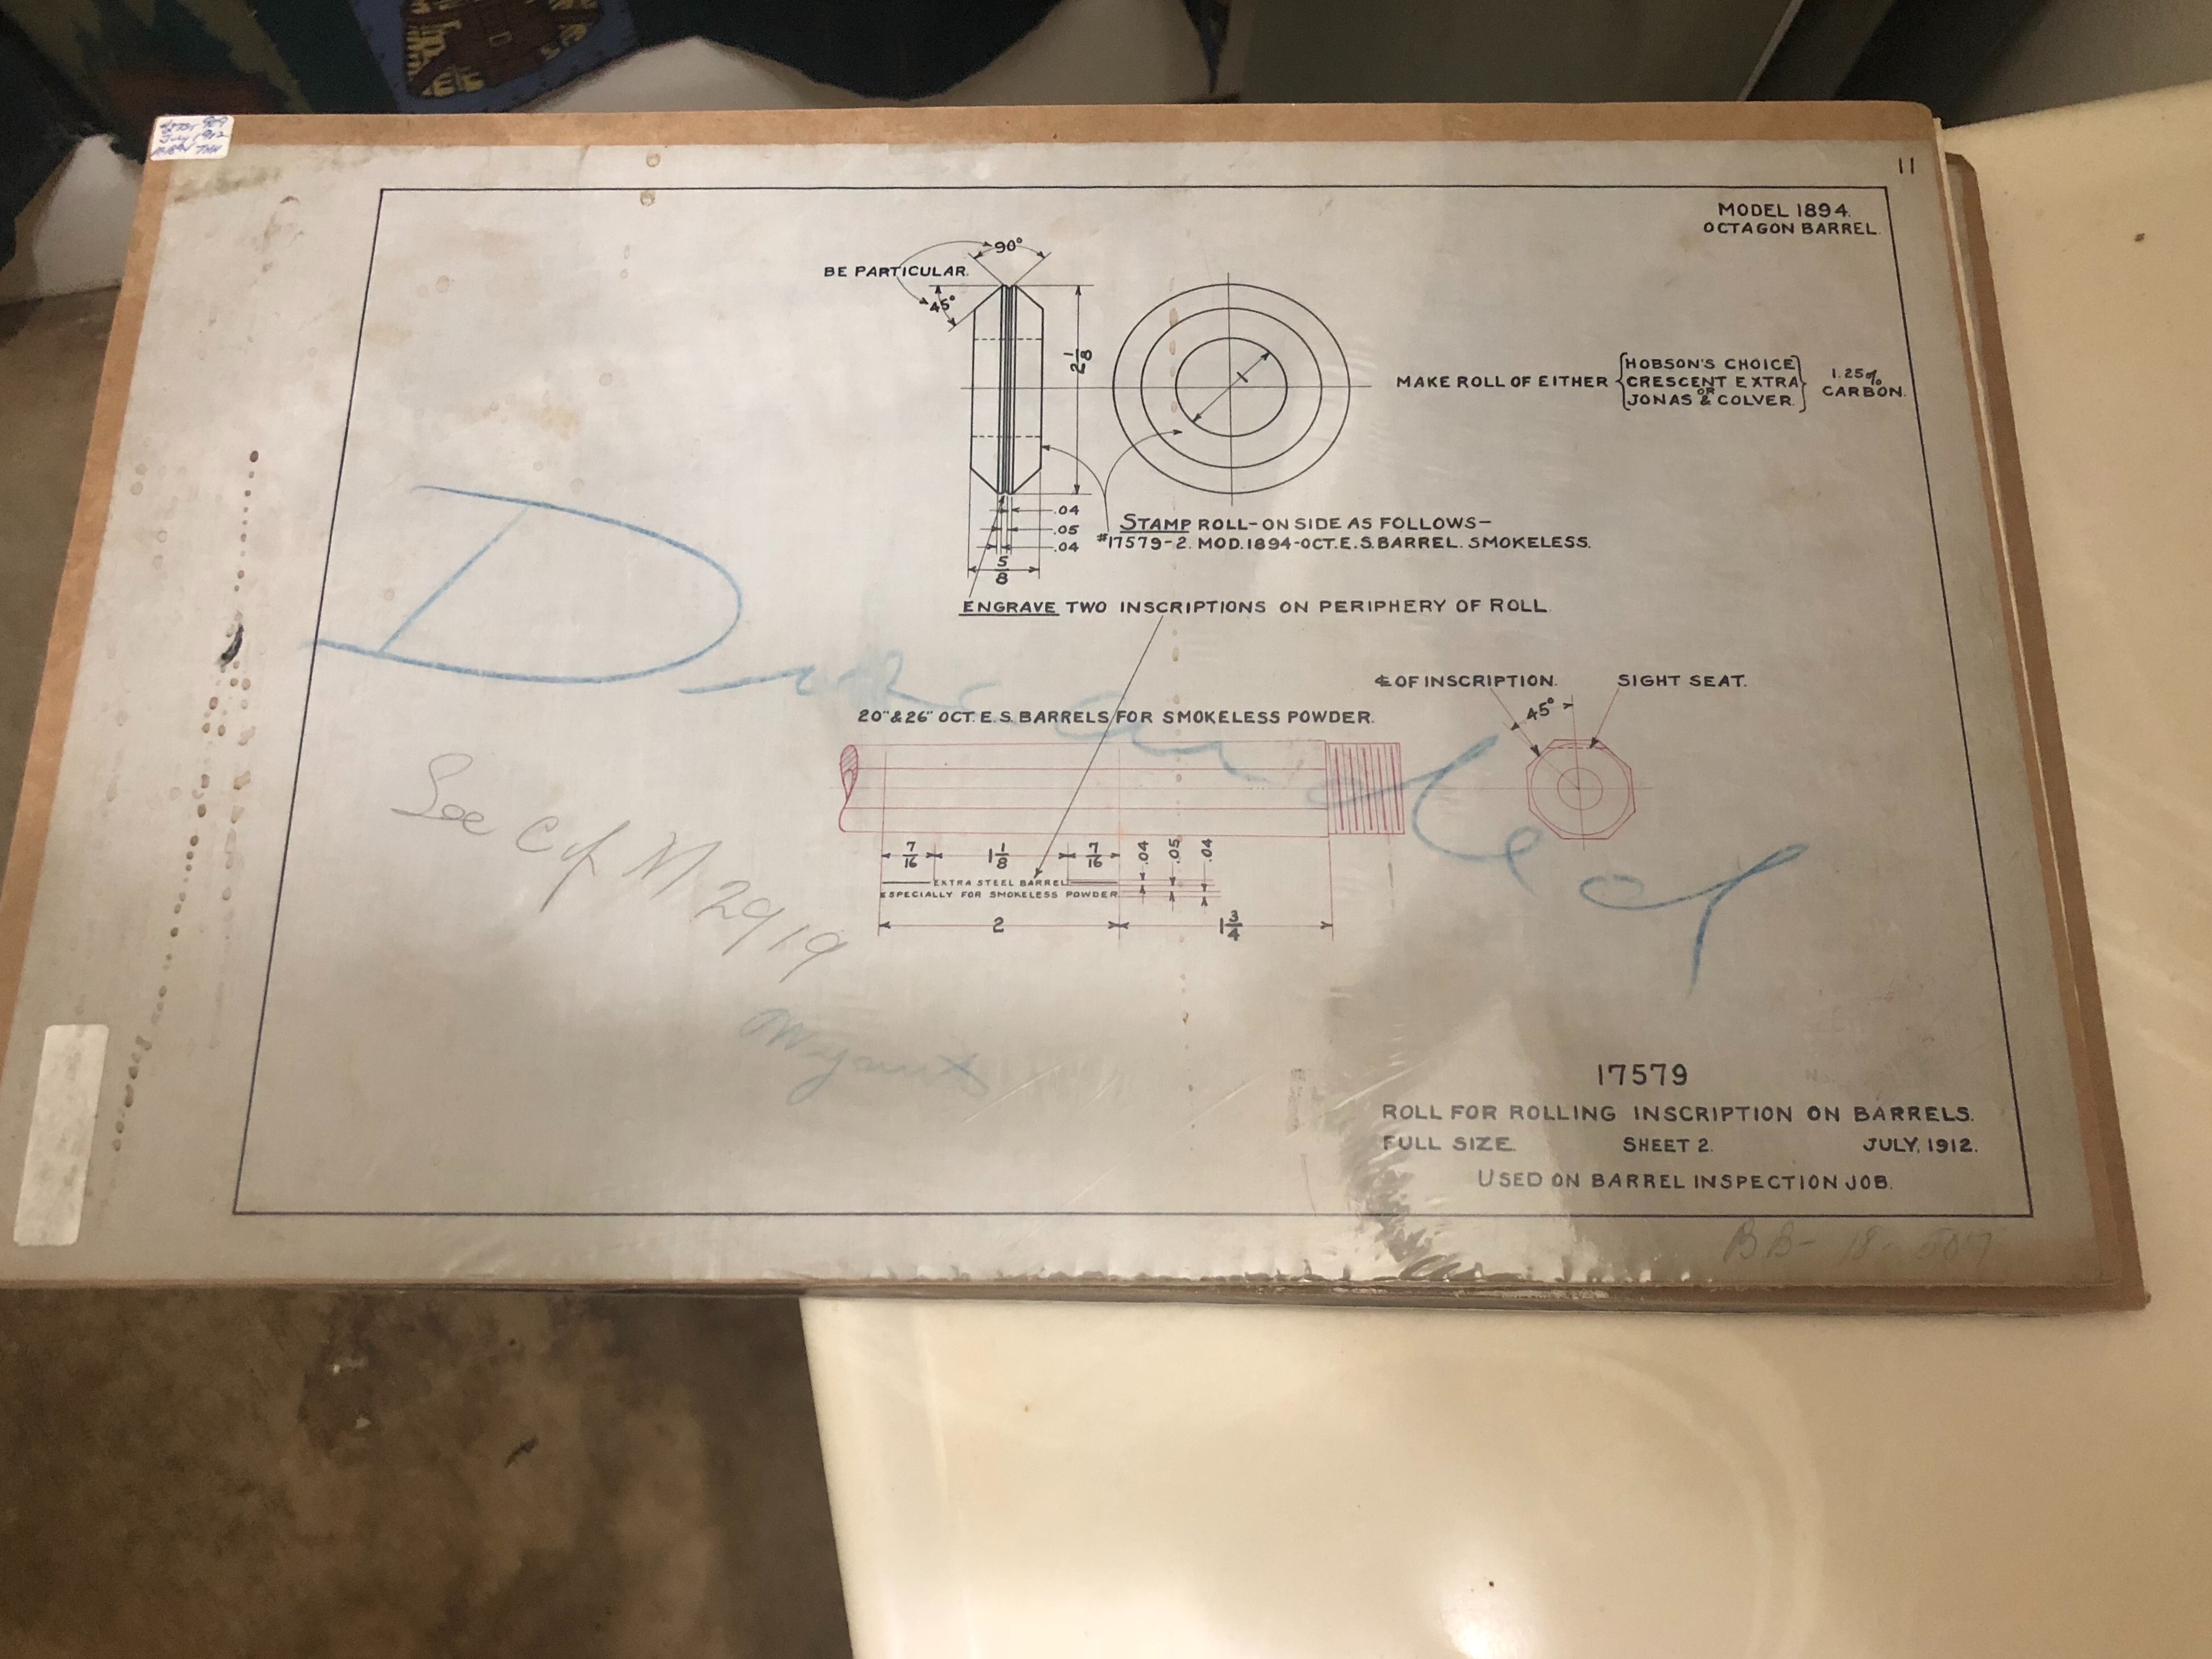 July, 1912
11
MODEL 1894.
OCTAGON BARREL.
90°
BE PARTICULAR.
45°
2 1/8
1
MAKE ROLL OF EITHER { HOBSON'S CHOICE
CRESCENT EXTRA
OR
JONAS & COLVER. } 1.25%
CARBON.
.04
.05
.04
5/8
STAMP ROLL-ON SIDE AS FOLLOWS-
#17579-2. MOD.1894-OCT.E.S.BARREL. SMOKELESS.
ENGRAVE TWO INSCRIPTIONS ON PERIPHERY OF ROLL.
℄ OF INSCRIPTION.
SIGHT SEAT.
45°
20"&26" OCT. E.S. BARRELS FOR SMOKELESS POWDER.
7/16
1 1/8
7/16
.04
.05
.04
EXTRA STEEL BARREL
ESPECIALLY FOR SMOKELESS POWDER
2
1 3/4
See C of M 2919
17579
ROLL FOR ROLLING INSCRIPTION ON BARRELS.
FULL SIZE. SHEET 2. JULY, 1912.
USED ON BARREL INSPECTION JOB.